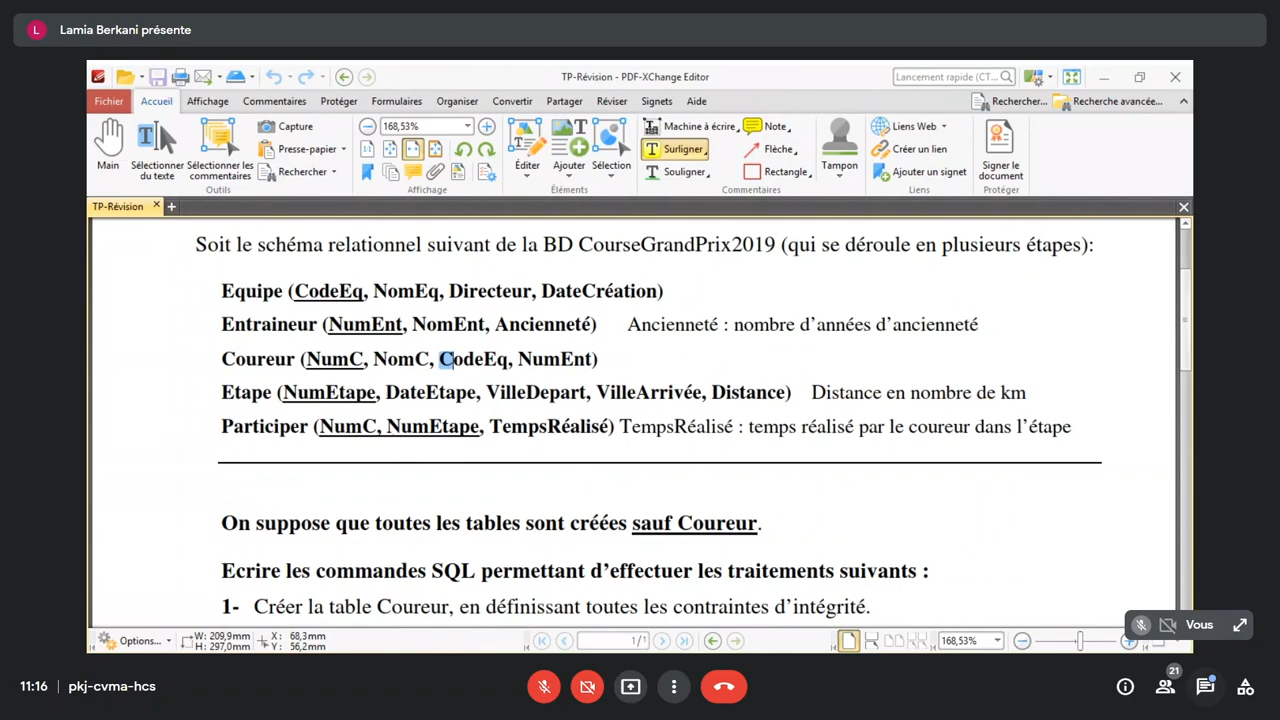 L Lamia Berkani présente
TP-Révision - PDF-XChange Editor
Lancement rapide (CT...
Fichier Accueil Affichage Commentaires Protéger Formulaires Organiser Convertir Partager Réviser Signets Aide Rechercher... Recherche avancée...
Main
Sélectionner du texte
Sélectionner les commentaires
Capture
Presse-papier
Rechercher
Outils
168,53%
Affichage
Éditer
Ajouter
Sélection
Éléments
Machine à écrire
Surligner
Souligner
Note
Flèche
Rectangle
Tampon
Commentaires
Liens Web
Créer un lien
Ajouter un signet
Liens
Signer le document
Protéger
TP-Révision
Soit le schéma relationnel suivant de la BD CourseGrandPrix2019 (qui se déroule en plusieurs étapes):
Equipe (CodeEq, NomEq, Directeur, DateCréation)
Entraineur (NumEnt, NomEnt, Ancienneté) Ancienneté : nombre d’années d’ancienneté
Coureur (NumC, NomC, CodeEq, NumEnt)
Etape (NumEtape, DateEtape, VilleDepart, VilleArrivée, Distance) Distance en nombre de km
Participer (NumC, NumEtape, TempsRéalisé) TempsRéalisé : temps réalisé par le coureur dans l’étape
On suppose que toutes les tables sont créées sauf Coureur.
Ecrire les commandes SQL permettant d’effectuer les traitements suivants :
1- Créer la table Coureur, en définissant toutes les contraintes d’intégrité.
Vous
Options... W: 209,9mm H: 297,0mm X: 68,3mm Y: 56,2mm 1/1 168,53%
11:16 pkj-cvma-hcs 21